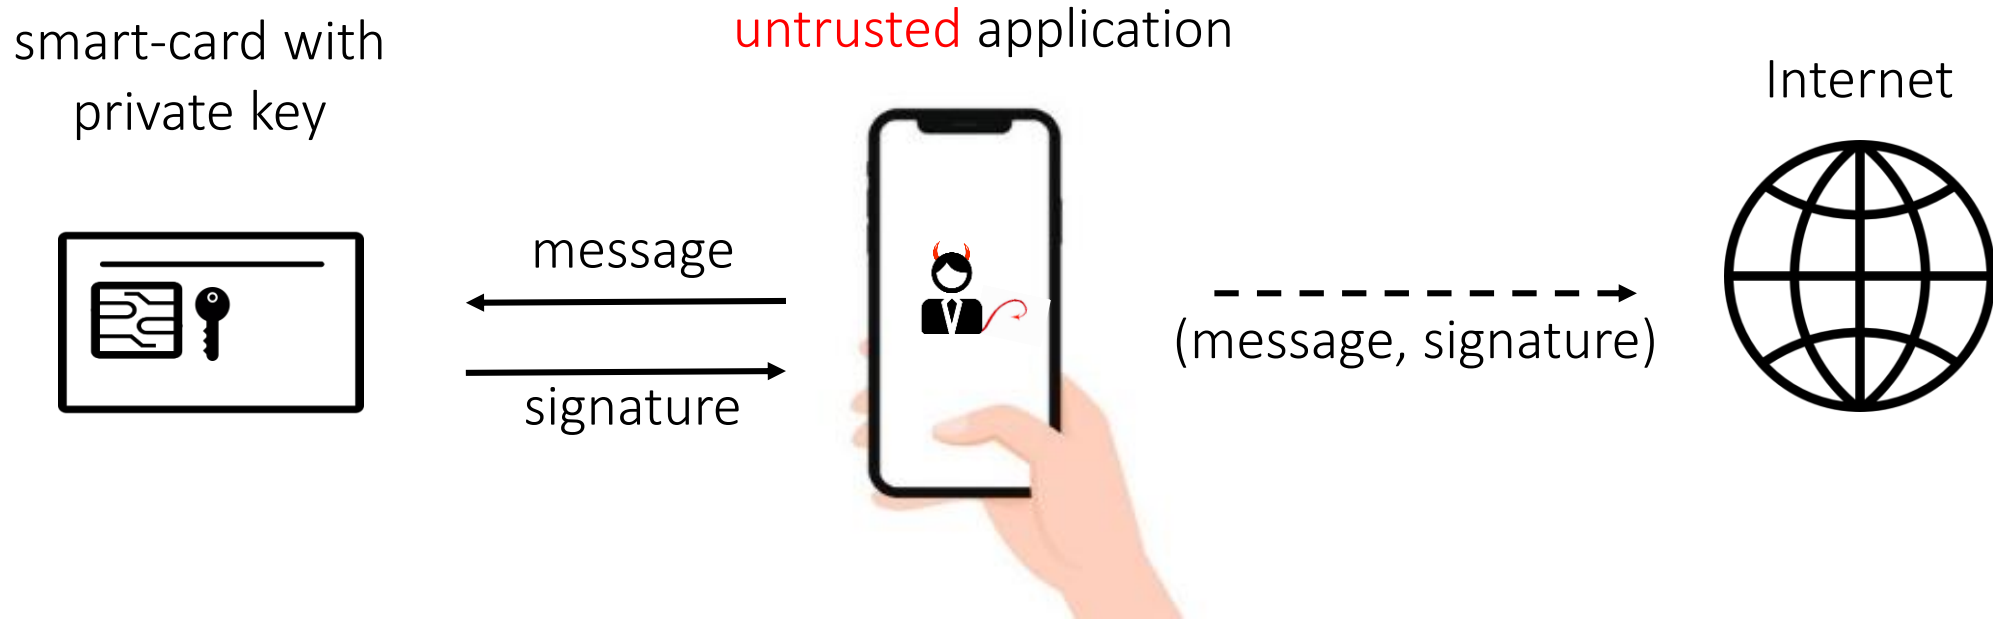 smart-card with
private key
untrusted application
Internet
message
signature
(message, signature)